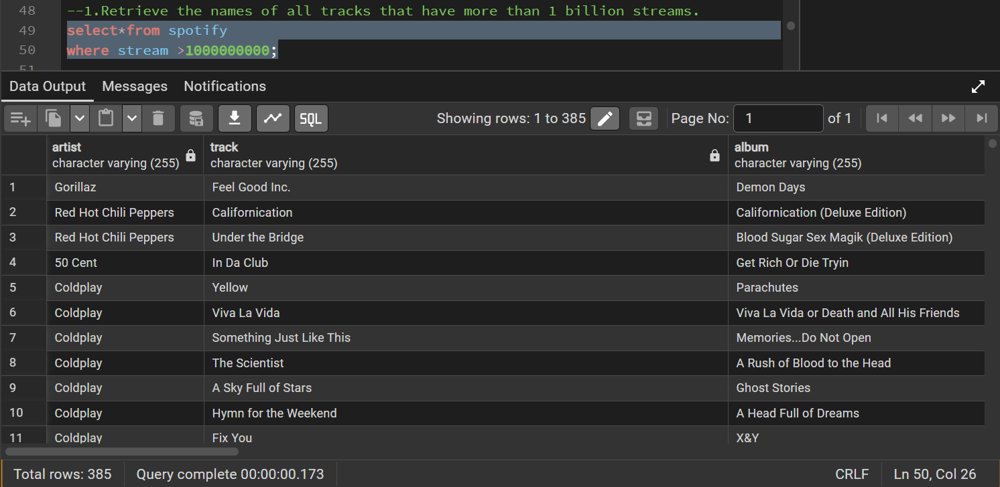 48 --1.Retrieve the names of all tracks that have more than 1 billion streams.
49 select*from spotify
50 where stream >1000000000;
51
Data Output Messages Notifications
SQL Showing rows: 1 to 385 Page No: 1 of 1
artist track album
character varying (255) character varying (255) character varying (255)
1 Gorillaz Feel Good Inc. Demon Days
2 Red Hot Chili Peppers Californication Californication (Deluxe Edition)
3 Red Hot Chili Peppers Under the Bridge Blood Sugar Sex Magik (Deluxe Edition)
4 50 Cent In Da Club Get Rich Or Die Tryin
5 Coldplay Yellow Parachutes
6 Coldplay Viva La Vida Viva La Vida or Death and All His Friends
7 Coldplay Something Just Like This Memories...Do Not Open
8 Coldplay The Scientist A Rush of Blood to the Head
9 Coldplay A Sky Full of Stars Ghost Stories
10 Coldplay Hymn for the Weekend A Head Full of Dreams
11 Coldplay Fix You X&Y
Total rows: 385 Query complete 00:00:00.173 CRLF Ln 50, Col 26